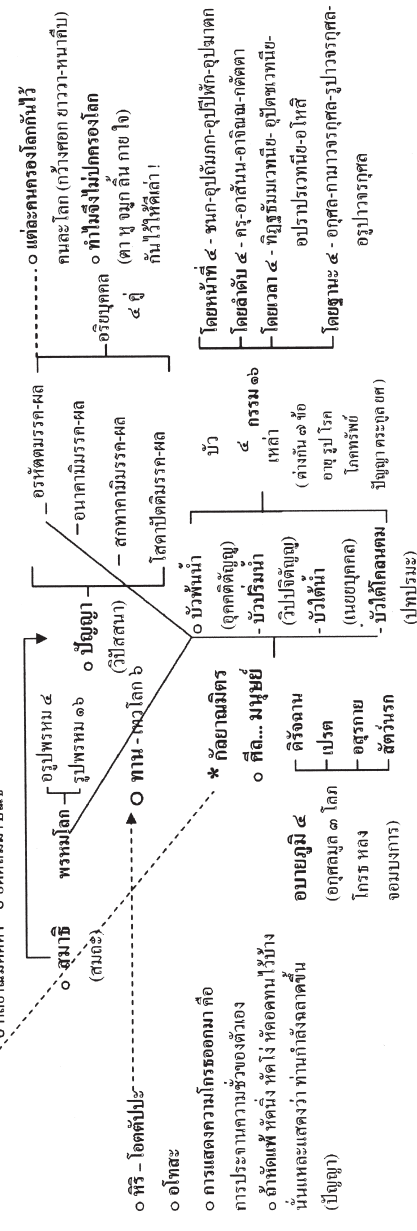 o แต่ละคนครองโลกกันไว้
คนละโลก (กว้างศอก ยาววา-หนาคืบ)
o ทำไมจึงไม่ปกครองโลก
(ตา หู จมูก ลิ้น กาย ใจ)
กันไว้ให้ดีเล่า !
อริยบุคคล
๔ คู่
– อรหัตตมรรค-ผล
– อนาคามิมรรค-ผล
– สกทาคามิมรรค-ผล
โสดาปัตติมรรค-ผล
o ปัญญา
(วิปัสสนา)
อรูปพรหม ๔
รูปพรหม ๑๖
พรหมโลก
o สมาธิ
(สมถะ)
o ทาน - เทวโลก ๖
* กัลยาณมิตร
o ศีล... มนุษย์
o หิริ – โอตตัปปะ
o อโทสะ
o การแสดงความโกรธออกมา คือ
การประจานความชั่วของตัวเอง
o ถ้าหัดแพ้ หัดนิ่ง หัดโง่ หัดอดทน ไว้บ้าง
นั่นแหละแสดงว่า ท่านกำลังฉลาดขึ้น
(ปัญญา)
อบายภูมิ ๔
(อกุศลมูล ๓ โลภ
โกรธ หลง
จอมบงการ)
ดิรัจฉาน
เปรต
อสุรกาย
สัตว์นรก
o บัวพ้นน้ำ
(อุคคติตัญญู)
- บัวปริ่มน้ำ
(วิปปจิตัญญู)
- บัวใต้น้ำ
(เนยยบุคคล)
- บัวใต้โคลนตม
(ปทปรมะ)
บัว
๔
เหล่า
กรรม ๑๖
(ต่างกัน ๗ ข้อ
อายุ รูป โรค
โภคทรัพย์
ปัญญา ตระกูล ยศ)
โดยหน้าที่ ๔ - ชนก-อุปถัมภก-อุปปีฬก-อุปฆาตก
โดยลำดับ ๔ - ครุ-อาสันน-อาจิณณ-กตัตตา
โดยเวลา ๔ - ทิฏฐธัมมเวทนีย- อุปัชชเวทนีย-
อปราปรเวทนีย-อโหสิ
โดยฐานะ ๔ - อกุศล-กามาวจรกุศล-รูปาวจรกุศล-
อรูปาวจรกุศล